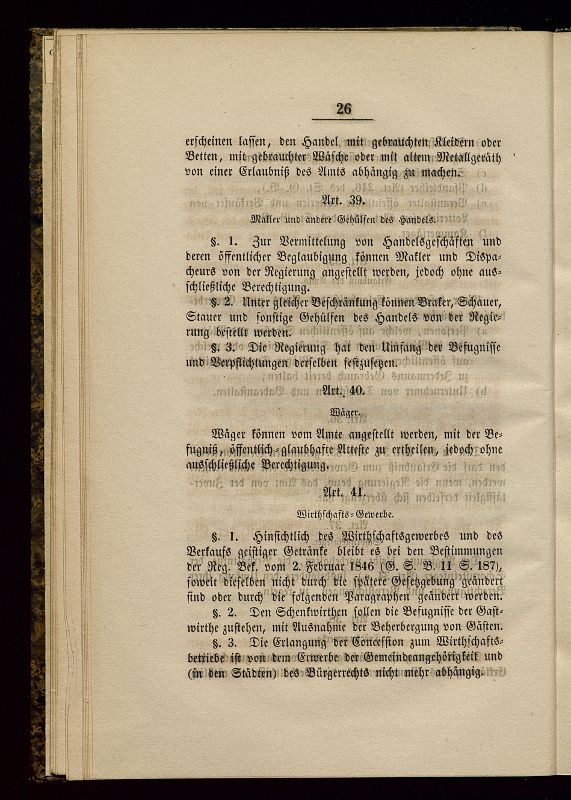 26
erscheinen lassen, den Handel mit gebrauchten Kleidern oder
Betten, mit gebrauchter Wäsche oder mit altem Metallgeräth
von einer Erlaubniß des Amts abhängig zu machen.
Art. 39.
Makler und andere Gehülfen des Handels.
§. 1. Zur Vermittelung von Handelsgeschäften und
deren öffentlicher Beglaubigung können Makler und Dispa-
cheurs von der Regierung angestellt werden, jedoch ohne aus-
schließliche Berechtigung.
§. 2. Unter gleicher Beschränkung können Braker, Schauer,
Stauer und sonstige Gehülfen des Handels von der Regie-
rung bestellt werden.
§. 3. Die Regierung hat den Umfang der Befugnisse
und Verpflichtungen derselben festzusetzen.
Art. 40.
Wäger.
Wäger können vom Amte angestellt werden, mit der Be-
fugniß, öffentlich-glaubhafte Atteste zu ertheilen, jedoch ohne
ausschließliche Berechtigung.
Art. 41.
Wirthschafts-Gewerbe.
§. 1. Hinsichtlich des Wirthschaftsgewerbes und des
Verkaufs geistiger Getränke bleibt es bei den Bestimmungen
der Reg. Bek. vom 2. Februar 1846 (G. S. B. 11 S. 187),
soweit dieselben nicht durch die spätere Gesetzgebung geändert
sind oder durch die folgenden Paragraphen geändert werden.
§. 2. Den Schenkwirthen sollen die Befugnisse der Gast-
wirthe zustehen, mit Ausnahme der Beherbergung von Gästen.
§. 3. Die Erlangung der Concession zum Wirthschafts-
betriebe ist von dem Erwerbe der Gemeindeangehörigkeit und
(in den Städten) des Bürgerrechts nicht mehr abhängig.